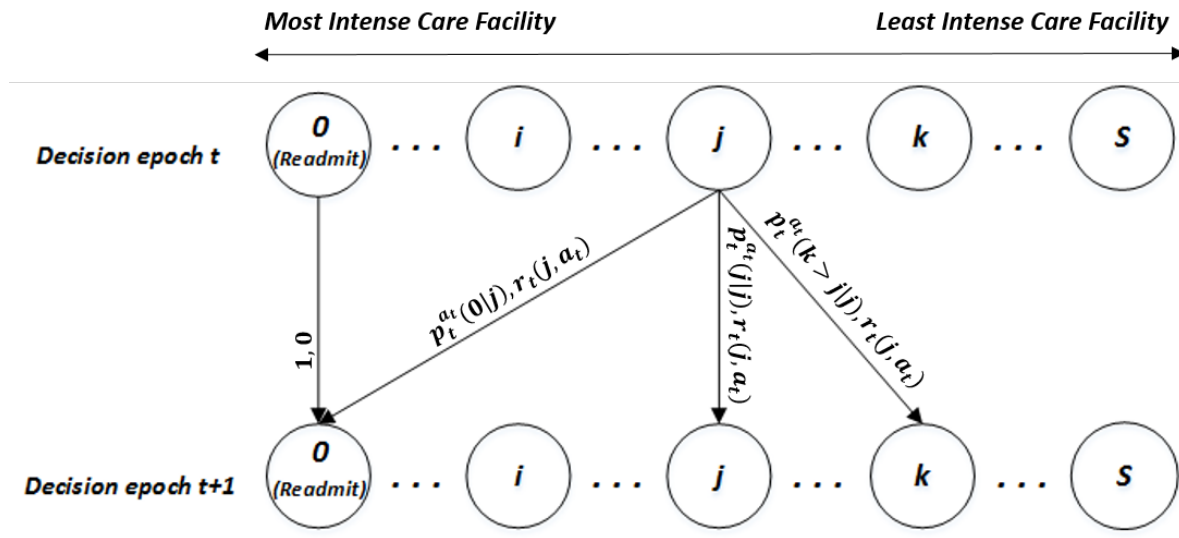 Most Intense Care Facility
Least Intense Care Facility
Decision epoch t
0
(Readmit)
. . .
i
. . .
j
. . .
k
. . .
S
1, 0
p_t^{a_t}(0|j), r_t(j, a_t)
p_t^{a_t}(j|j), r_t(j, a_t)
p_t^{a_t}(k > j|j), r_t(j, a_t)
Decision epoch t+1
0
(Readmit)
. . .
i
. . .
j
. . .
k
. . .
S